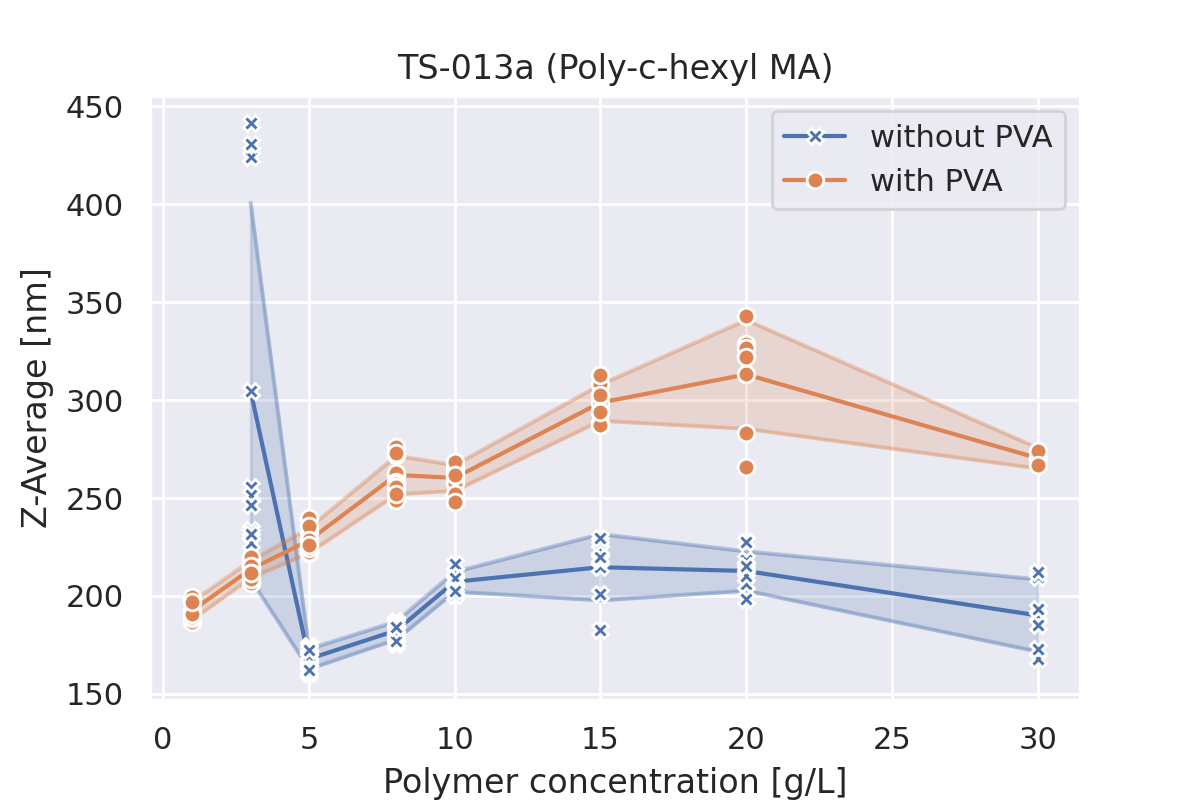 TS-013a (Poly-c-hexyl MA)
without PVA
with PVA
Z-Average [nm]
450
400
350
300
250
200
150
0 5 10 15 20 25 30
Polymer concentration [g/L]